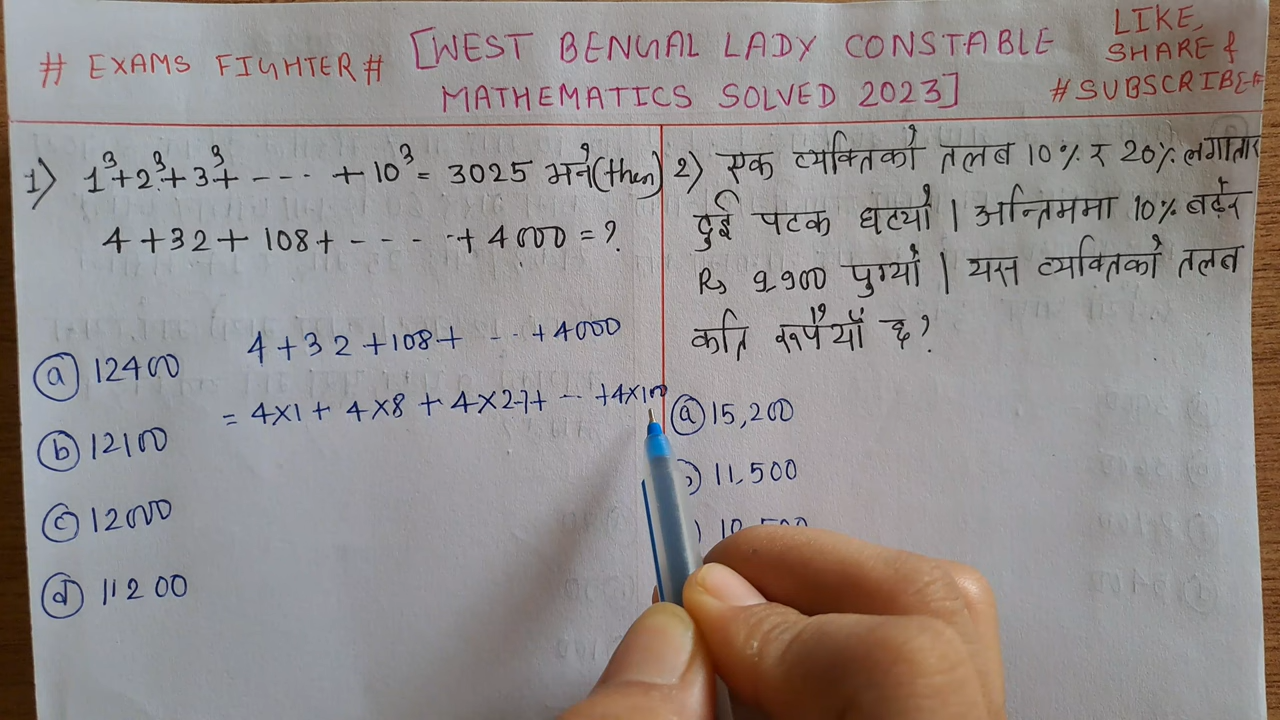 # EXAMS FIGHTER #
[WEST BENGAL LADY CONSTABLE
MATHEMATICS SOLVED 2023]
LIKE,
SHARE &
#SUBSCRIBE#
1) 1³+2³+3³+ ---- + 10³ = 3025 भने(then)
4 + 32 + 108 + ---- + 4000 = ?
4 + 32 + 108 + --- + 4000
= 4×1 + 4×8 + 4×27 + -- + 4×100
(a) 12400
(b) 12100
(c) 12000
(d) 11200
2) एक व्यक्तिको तलब 10% र 20% लगातार
दुई पटक घट्यो । अन्तिममा 10% बढेर
Rs 9900 पुग्यो । यस व्यक्तिको तलब
कति रूपैयाँ छ ?
(a) 15,200
) 11,500
) 10,500